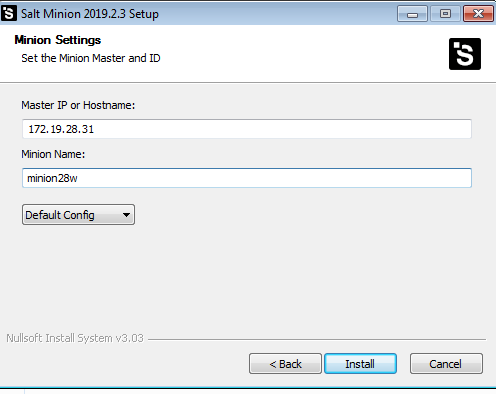 Salt Minion 2019.2.3 Setup
Minion Settings
Set the Minion Master and ID
Master IP or Hostname:
172.19.28.31
Minion Name:
minion28w
Default Config
Nullsoft Install System v3.03
< Back
Install
Cancel